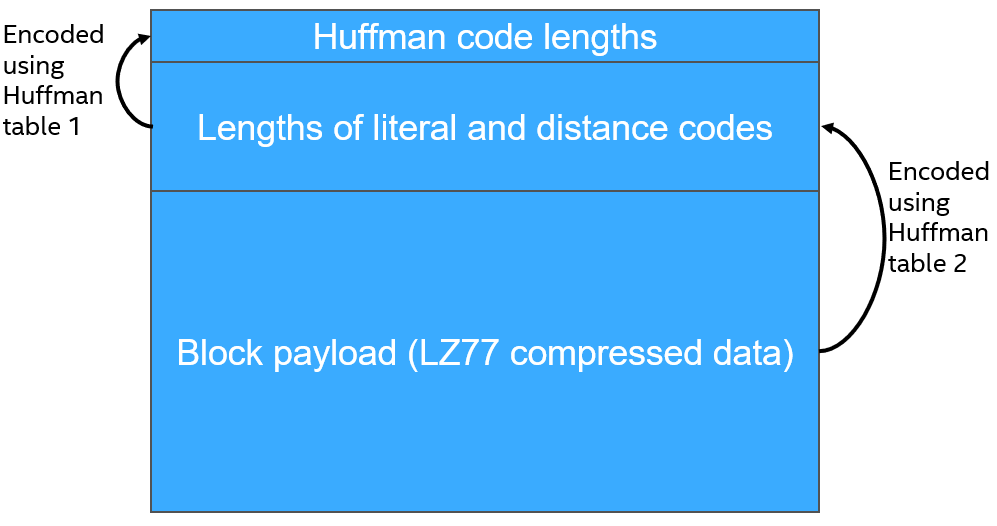 Encoded
using
Huffman
table 1
Huffman code lengths
Lengths of literal and distance codes
Block payload (LZ77 compressed data)
Encoded
using
Huffman
table 2